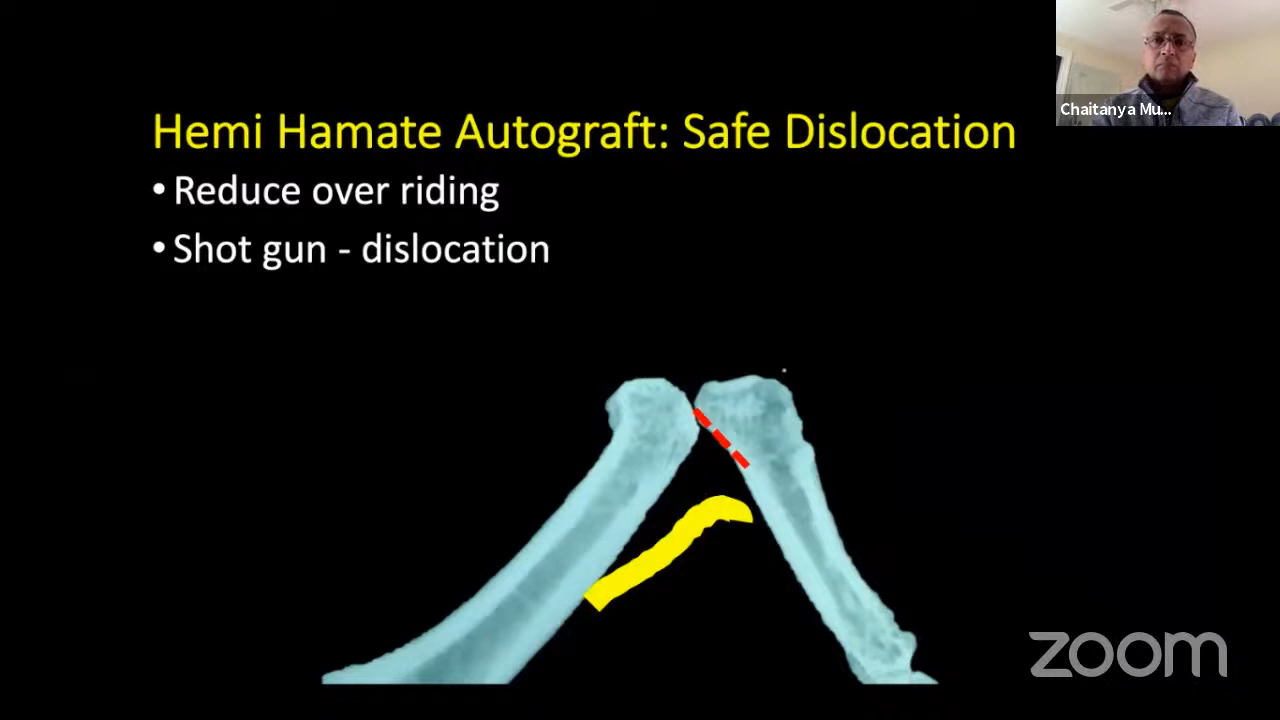 Hemi Hamate Autograft: Safe Dislocation
• Reduce over riding
• Shot gun - dislocation
Chaitanya Mu...
zoom